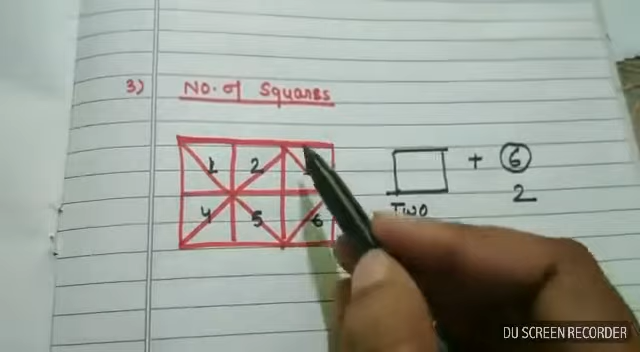 3) No. of Squares
1 2
4 5 6
+ 6
2
Two
DU SCREEN RECORDER